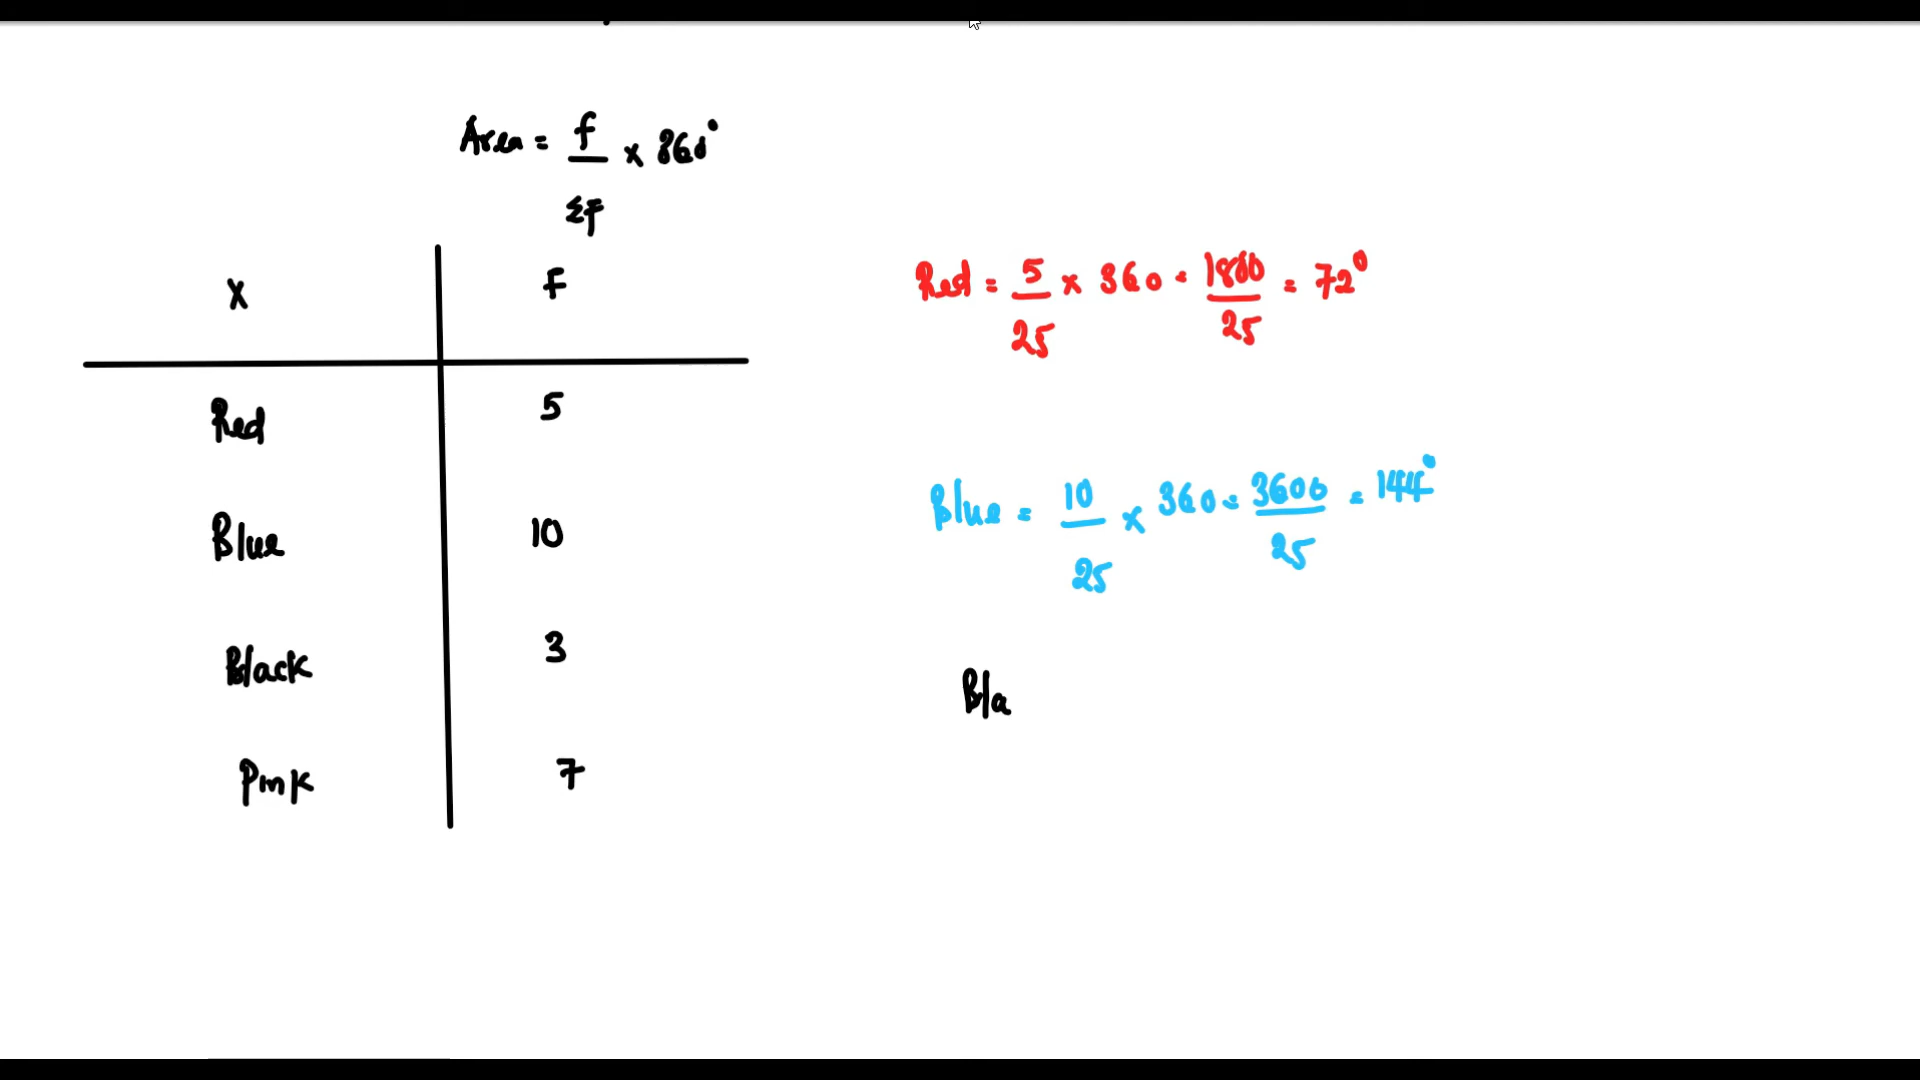 Area = f/Σf × 360°
x f
Red 5
Blue 10
Black 3
Pink 7
Red = 5/25 × 360 = 1800/25 = 72°
Blue = 10/25 × 360 = 3600/25 = 144°
Bla